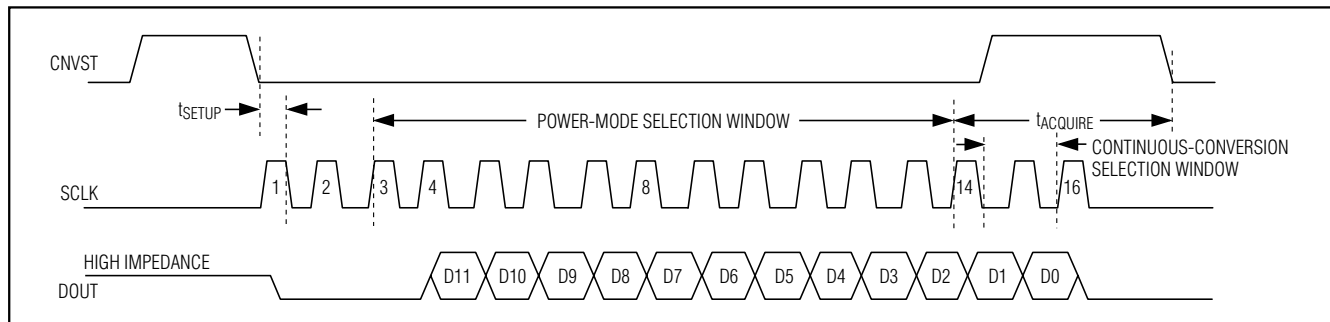 CNVST
tSETUP
POWER-MODE SELECTION WINDOW
tACQUIRE
CONTINUOUS-CONVERSION
SELECTION WINDOW
SCLK
1 2 3 4 8 14 16
HIGH IMPEDANCE
DOUT
D11 D10 D9 D8 D7 D6 D5 D4 D3 D2 D1 D0